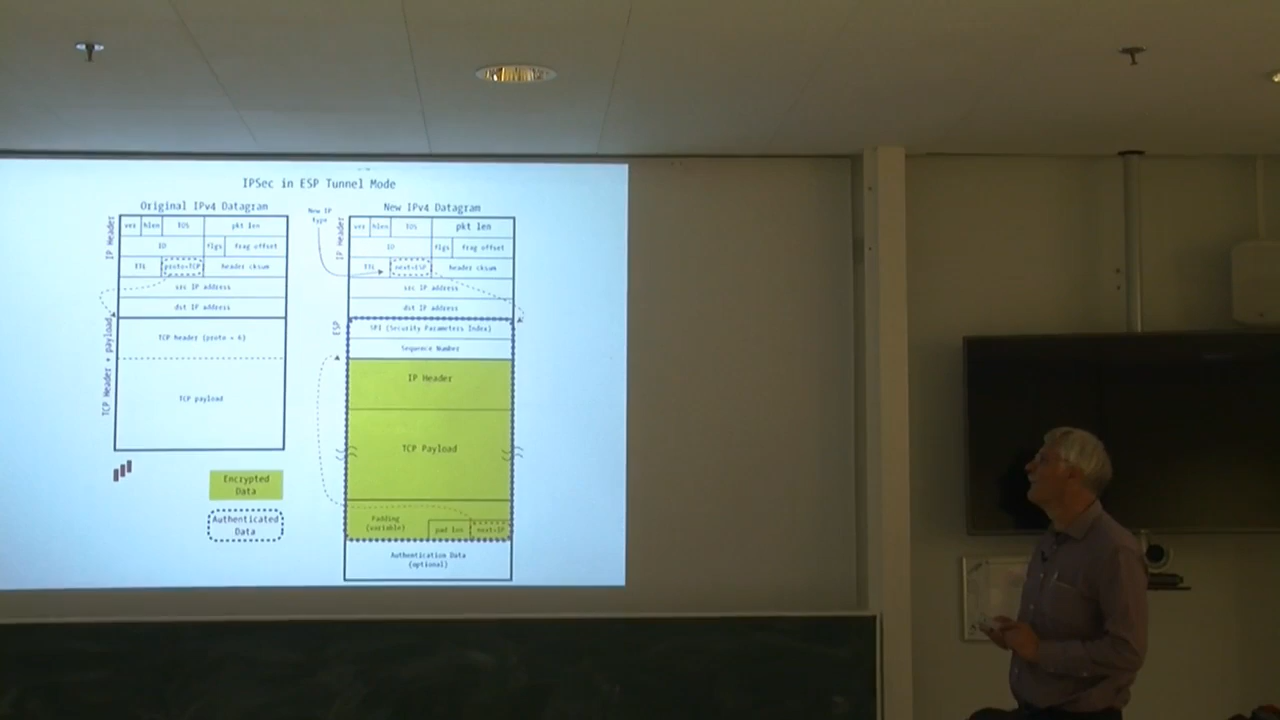 IPSec in ESP Tunnel Mode
Original IPv4 Datagram
IP Header
ver hlen TOS pkt len
ID flgs frag offset
TTL proto=TCP header cksum
src IP address
dst IP address
TCP Header + payload
TCP header (proto = 6)
TCP payload
Encrypted
Data
Authenticated
Data
New IP
type
New IPv4 Datagram
IP Header
ver hlen TOS pkt len
ID flgs frag offset
TTL next=ESP header cksum
src IP address
dst IP address
ESP
SPI (Security Parameters Index)
Sequence Number
IP Header
TCP Payload
Padding
(variable)
pad len next=IP
Authentication Data
(optional)